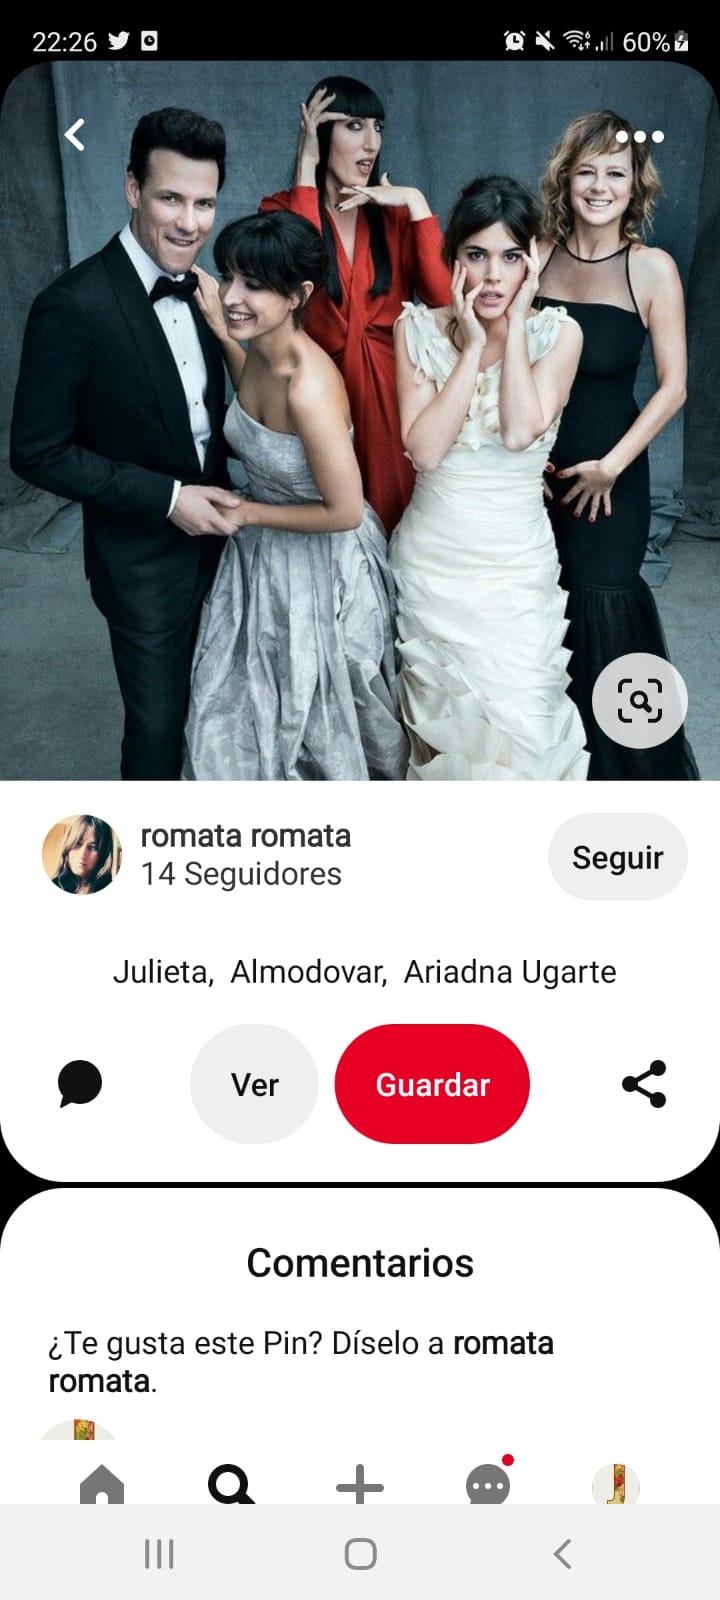 22:26
60%
romata romata
14 Seguidores
Seguir
Julieta,  Almodovar,  Ariadna Ugarte
Ver
Guardar
Comentarios
¿Te gusta este Pin? Díselo a romata
romata.